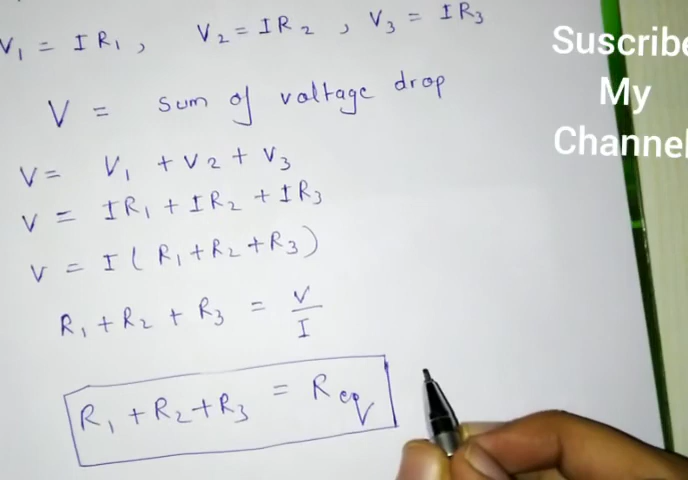 V₁ = IR₁, V₂ = IR₂, V₃ = IR₃
V = Sum of voltage drop
V = V₁ + V₂ + V₃
V = IR₁ + IR₂ + IR₃
V = I(R₁+R₂+R₃)
R₁ + R₂ + R₃ = V/I
R₁ + R₂+R₃ = Req
Suscribe
My
Channel